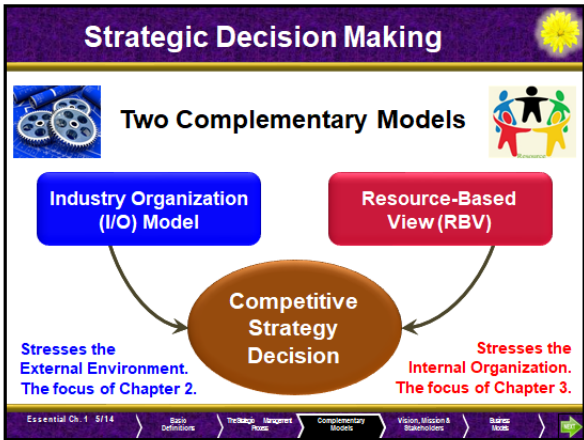 Strategic Decision Making
Two Complementary Models
Industry Organization
(I/O) Model
Resource-Based
View (RBV)
Competitive
Strategy
Decision
Stresses the
External Environment.
The focus of Chapter 2.
Stresses the
Internal Organization.
The focus of Chapter 3.
Essential Ch. 1 5/14
Basic
Definitions
The Strategic Management
Process
Complementary
Models
Vision, Mission &
Stakeholders
Business
Models
NEXT